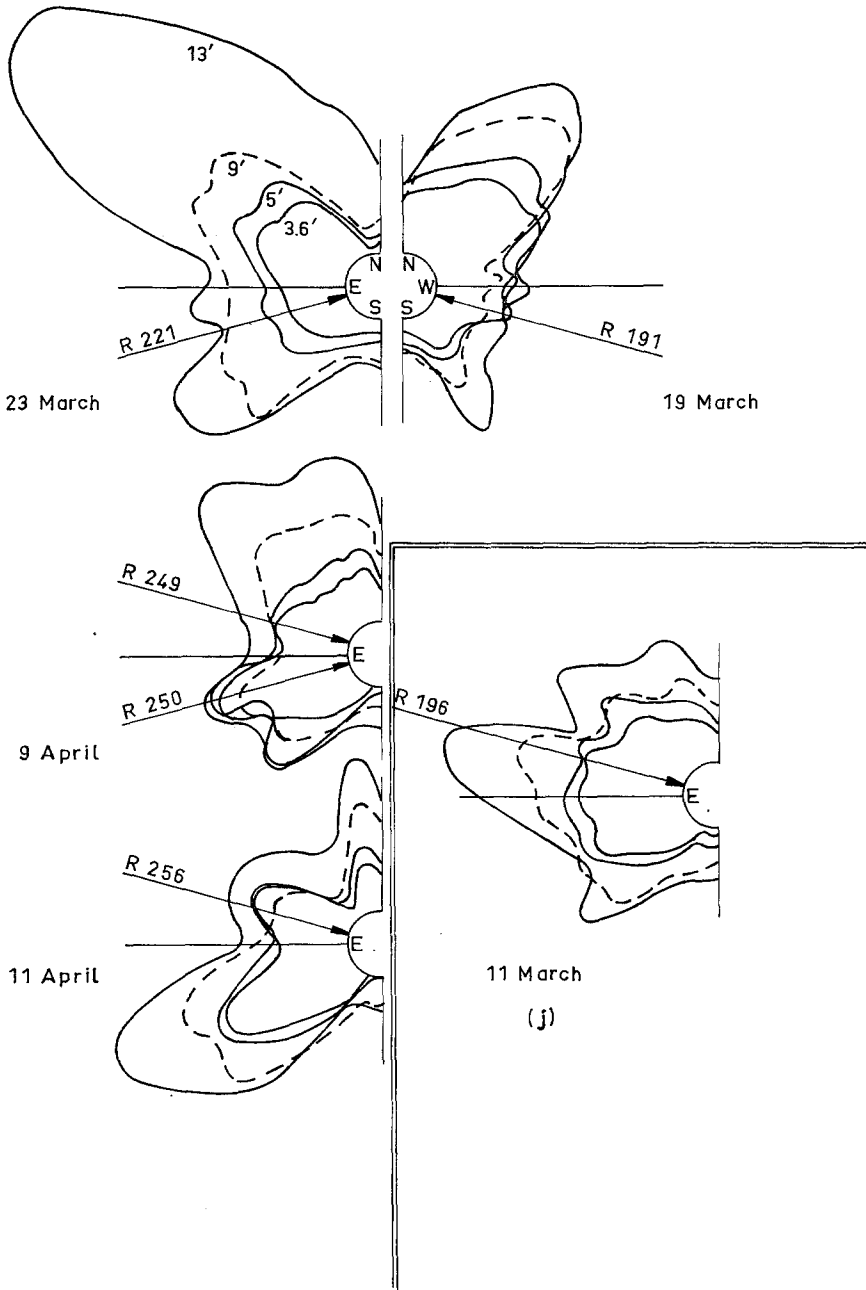 13′
9′
5′
3.6′
N N
E W
S S
R 221
R 191
23 March
19 March
R 249
E
R 250
9 April
R 196
E
R 256
E
11 April
11 March
(j)